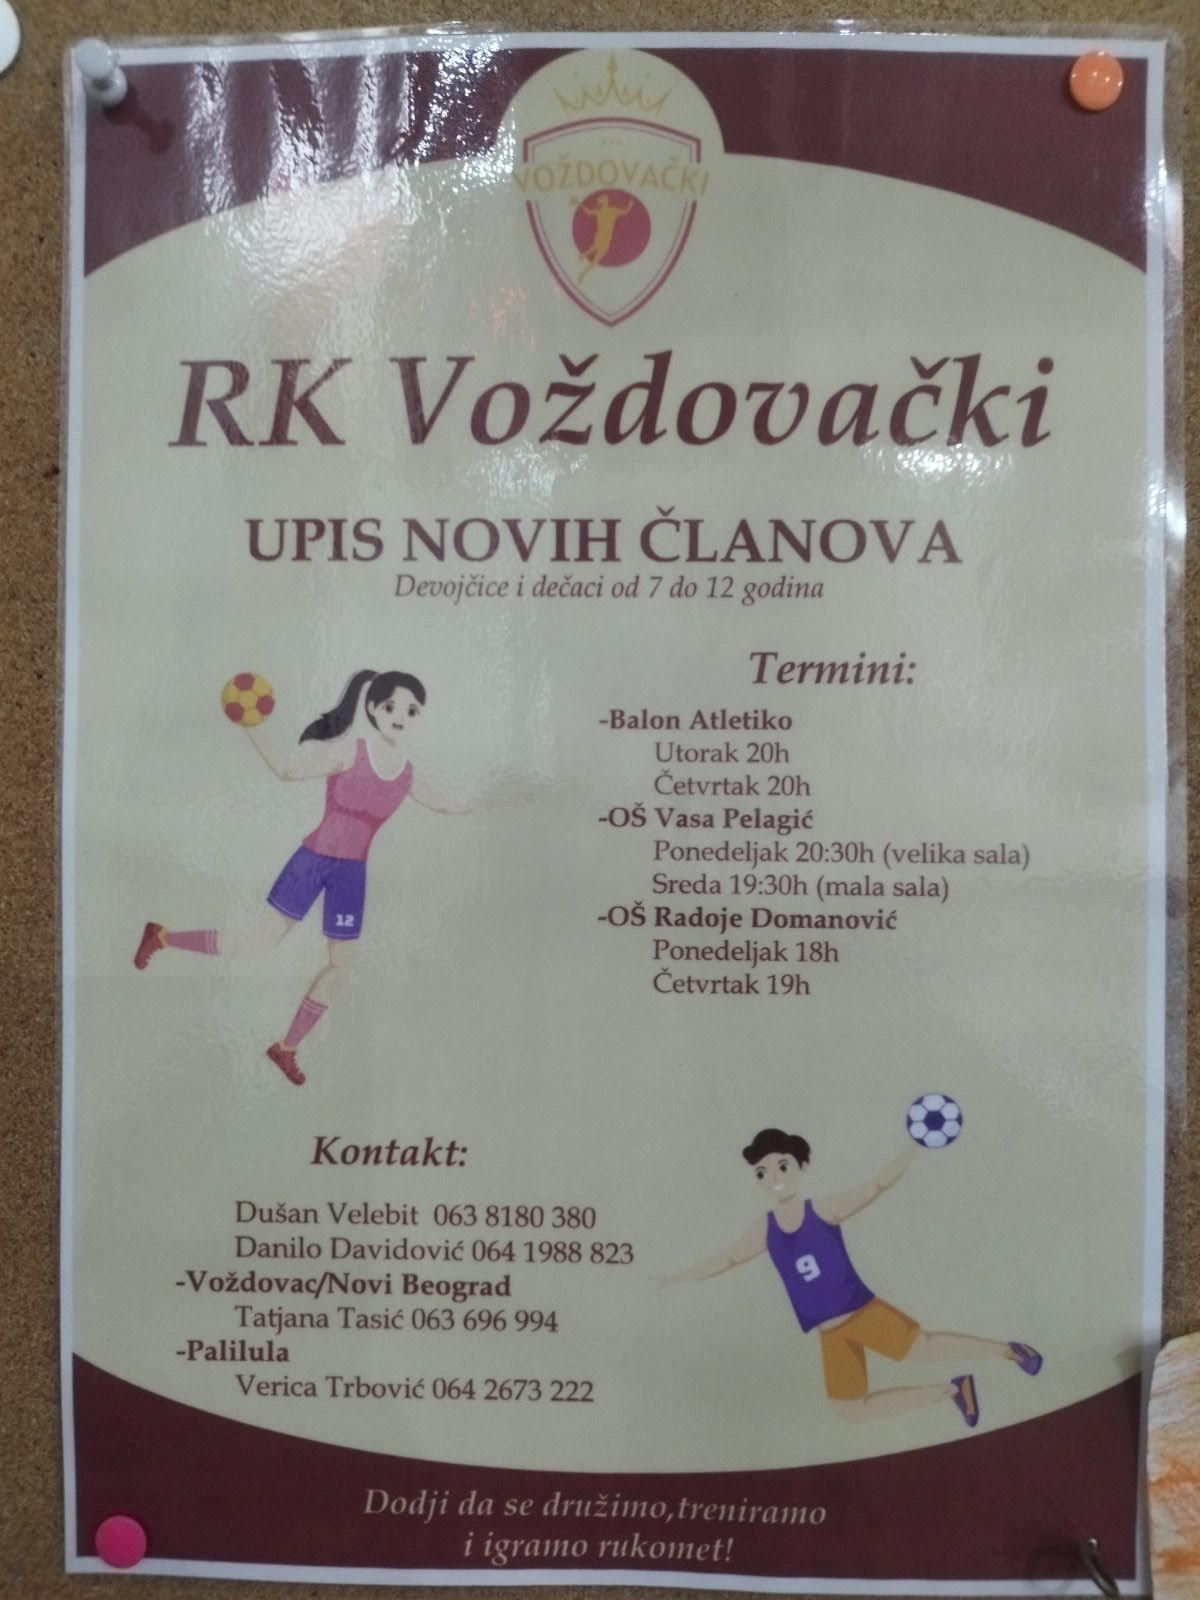 RK
VOŽDOVAČKI
RK Voždovački
UPIS NOVIH ČLANOVA
Devojčice i dečaci od 7 do 12 godina
Termini:
-Balon Atletiko
Utorak 20h
Četvrtak 20h
-OŠ Vasa Pelagić
Ponedeljak 20:30h (velika sala)
Sreda 19:30h (mala sala)
-OŠ Radoje Domanović
Ponedeljak 18h
Četvrtak 19h
12
Kontakt:
Dušan Velebit 063 8180 380
Danilo Davidović 064 1988 823
-Voždovac/Novi Beograd
Tatjana Tasić 063 696 994
-Palilula
Verica Trbović 064 2673 222
9
Dodji da se družimo,treniramo
i igramo rukomet!